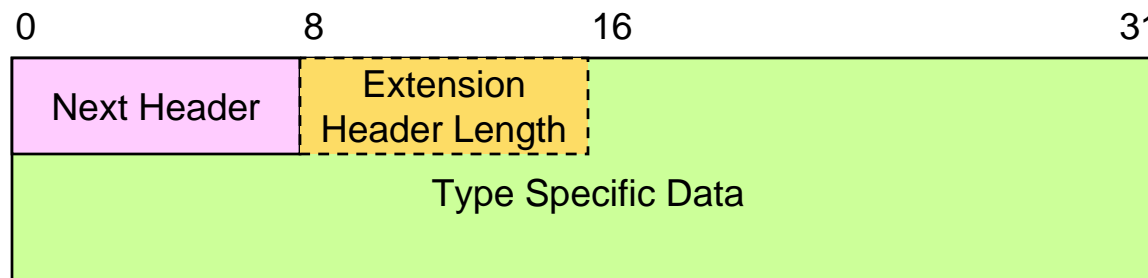 0 8 16 31
Next Header
Extension
Header Length
Type Specific Data